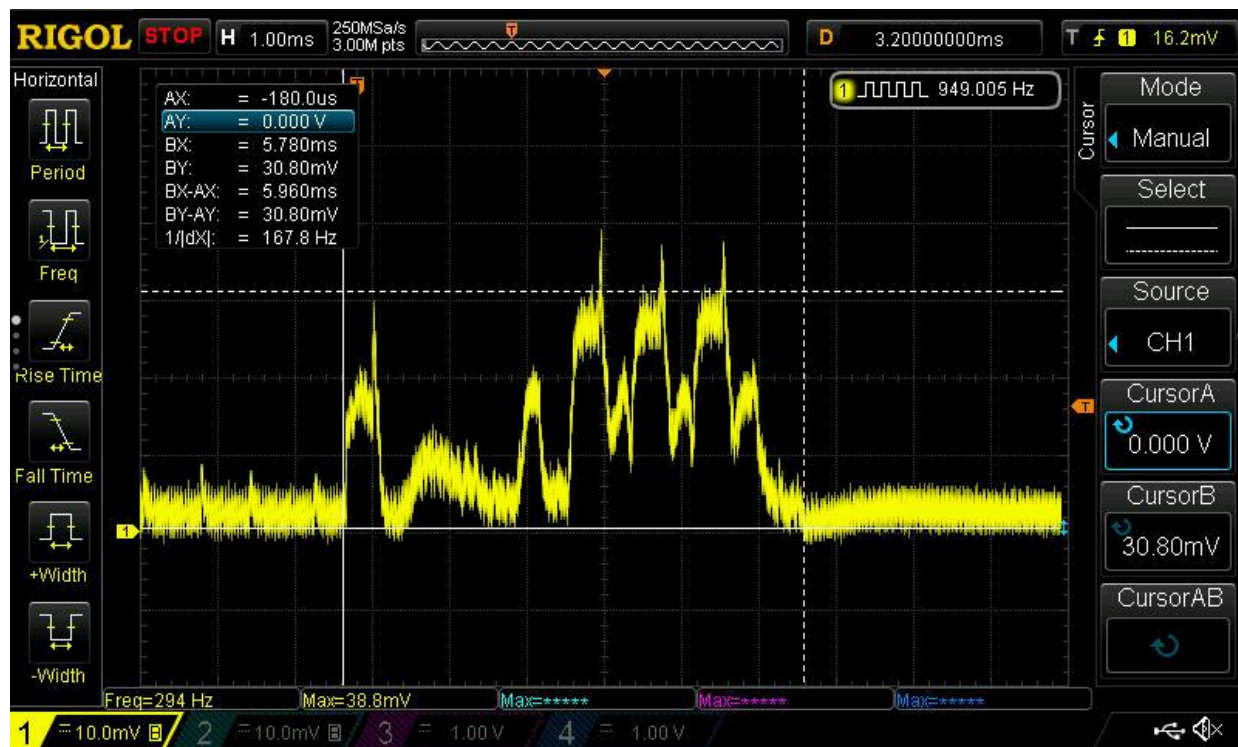 RIGOL STOP H 1.00ms 250MSa/s 3.00M pts T D 3.20000000ms T 1 16.2mV
Horizontal
Period
Freq
Rise Time
Fall Time
+Width
-Width
T
AX: = -180.0us
AY: = 0.000 V
BX: = 5.780ms
BY: = 30.80mV
BX-AX: = 5.960ms
BY-AY: = 30.80mV
1/|dX|: = 167.8 Hz
1 949.005 Hz
T
1
Cursor
Mode
Manual
Select
Source
CH1
CursorA
0.000 V
CursorB
30.80mV
CursorAB
Freq=294 Hz Max=38.8mV Max=***** Max=***** Max=*****
1 = 10.0mV B 2 = 10.0mV B 3 = 1.00 V 4 = 1.00 V